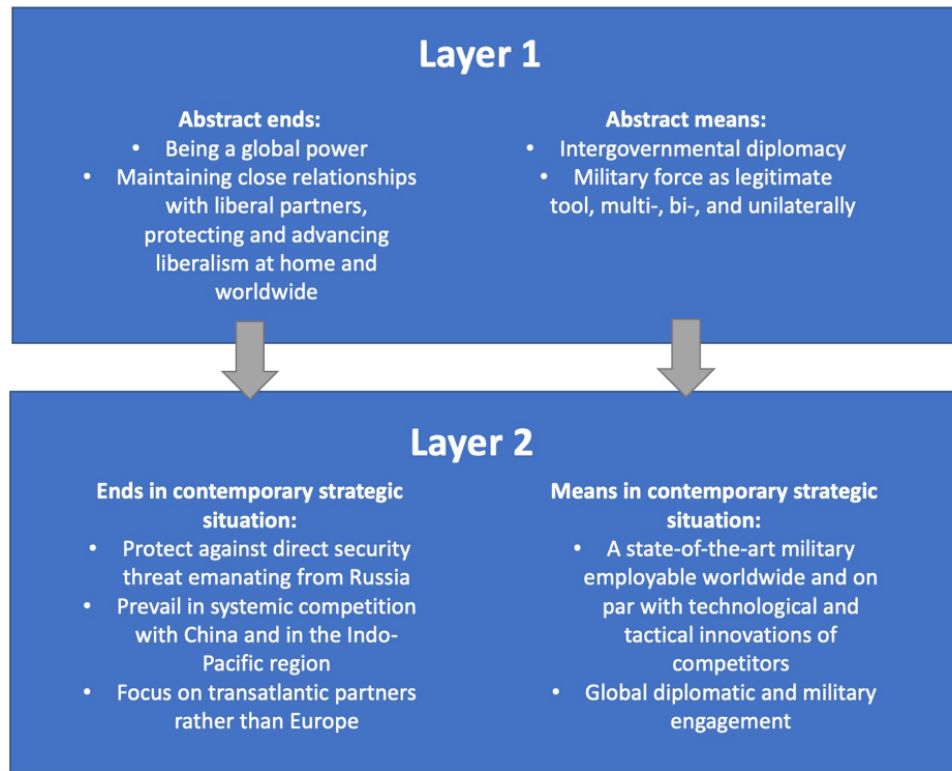 Layer 1
Abstract ends:
• Being a global power
• Maintaining close relationships
with liberal partners,
protecting and advancing
liberalism at home and
worldwide
Abstract means:
• Intergovernmental diplomacy
• Military force as legitimate
tool, multi-, bi-, and unilaterally
Layer 2
Ends in contemporary strategic
situation:
• Protect against direct security
threat emanating from Russia
• Prevail in systemic competition
with China and in the Indo-
Pacific region
• Focus on transatlantic partners
rather than Europe
Means in contemporary strategic
situation:
• A state-of-the-art military
employable worldwide and on
par with technological and
tactical innovations of
competitors
• Global diplomatic and military
engagement